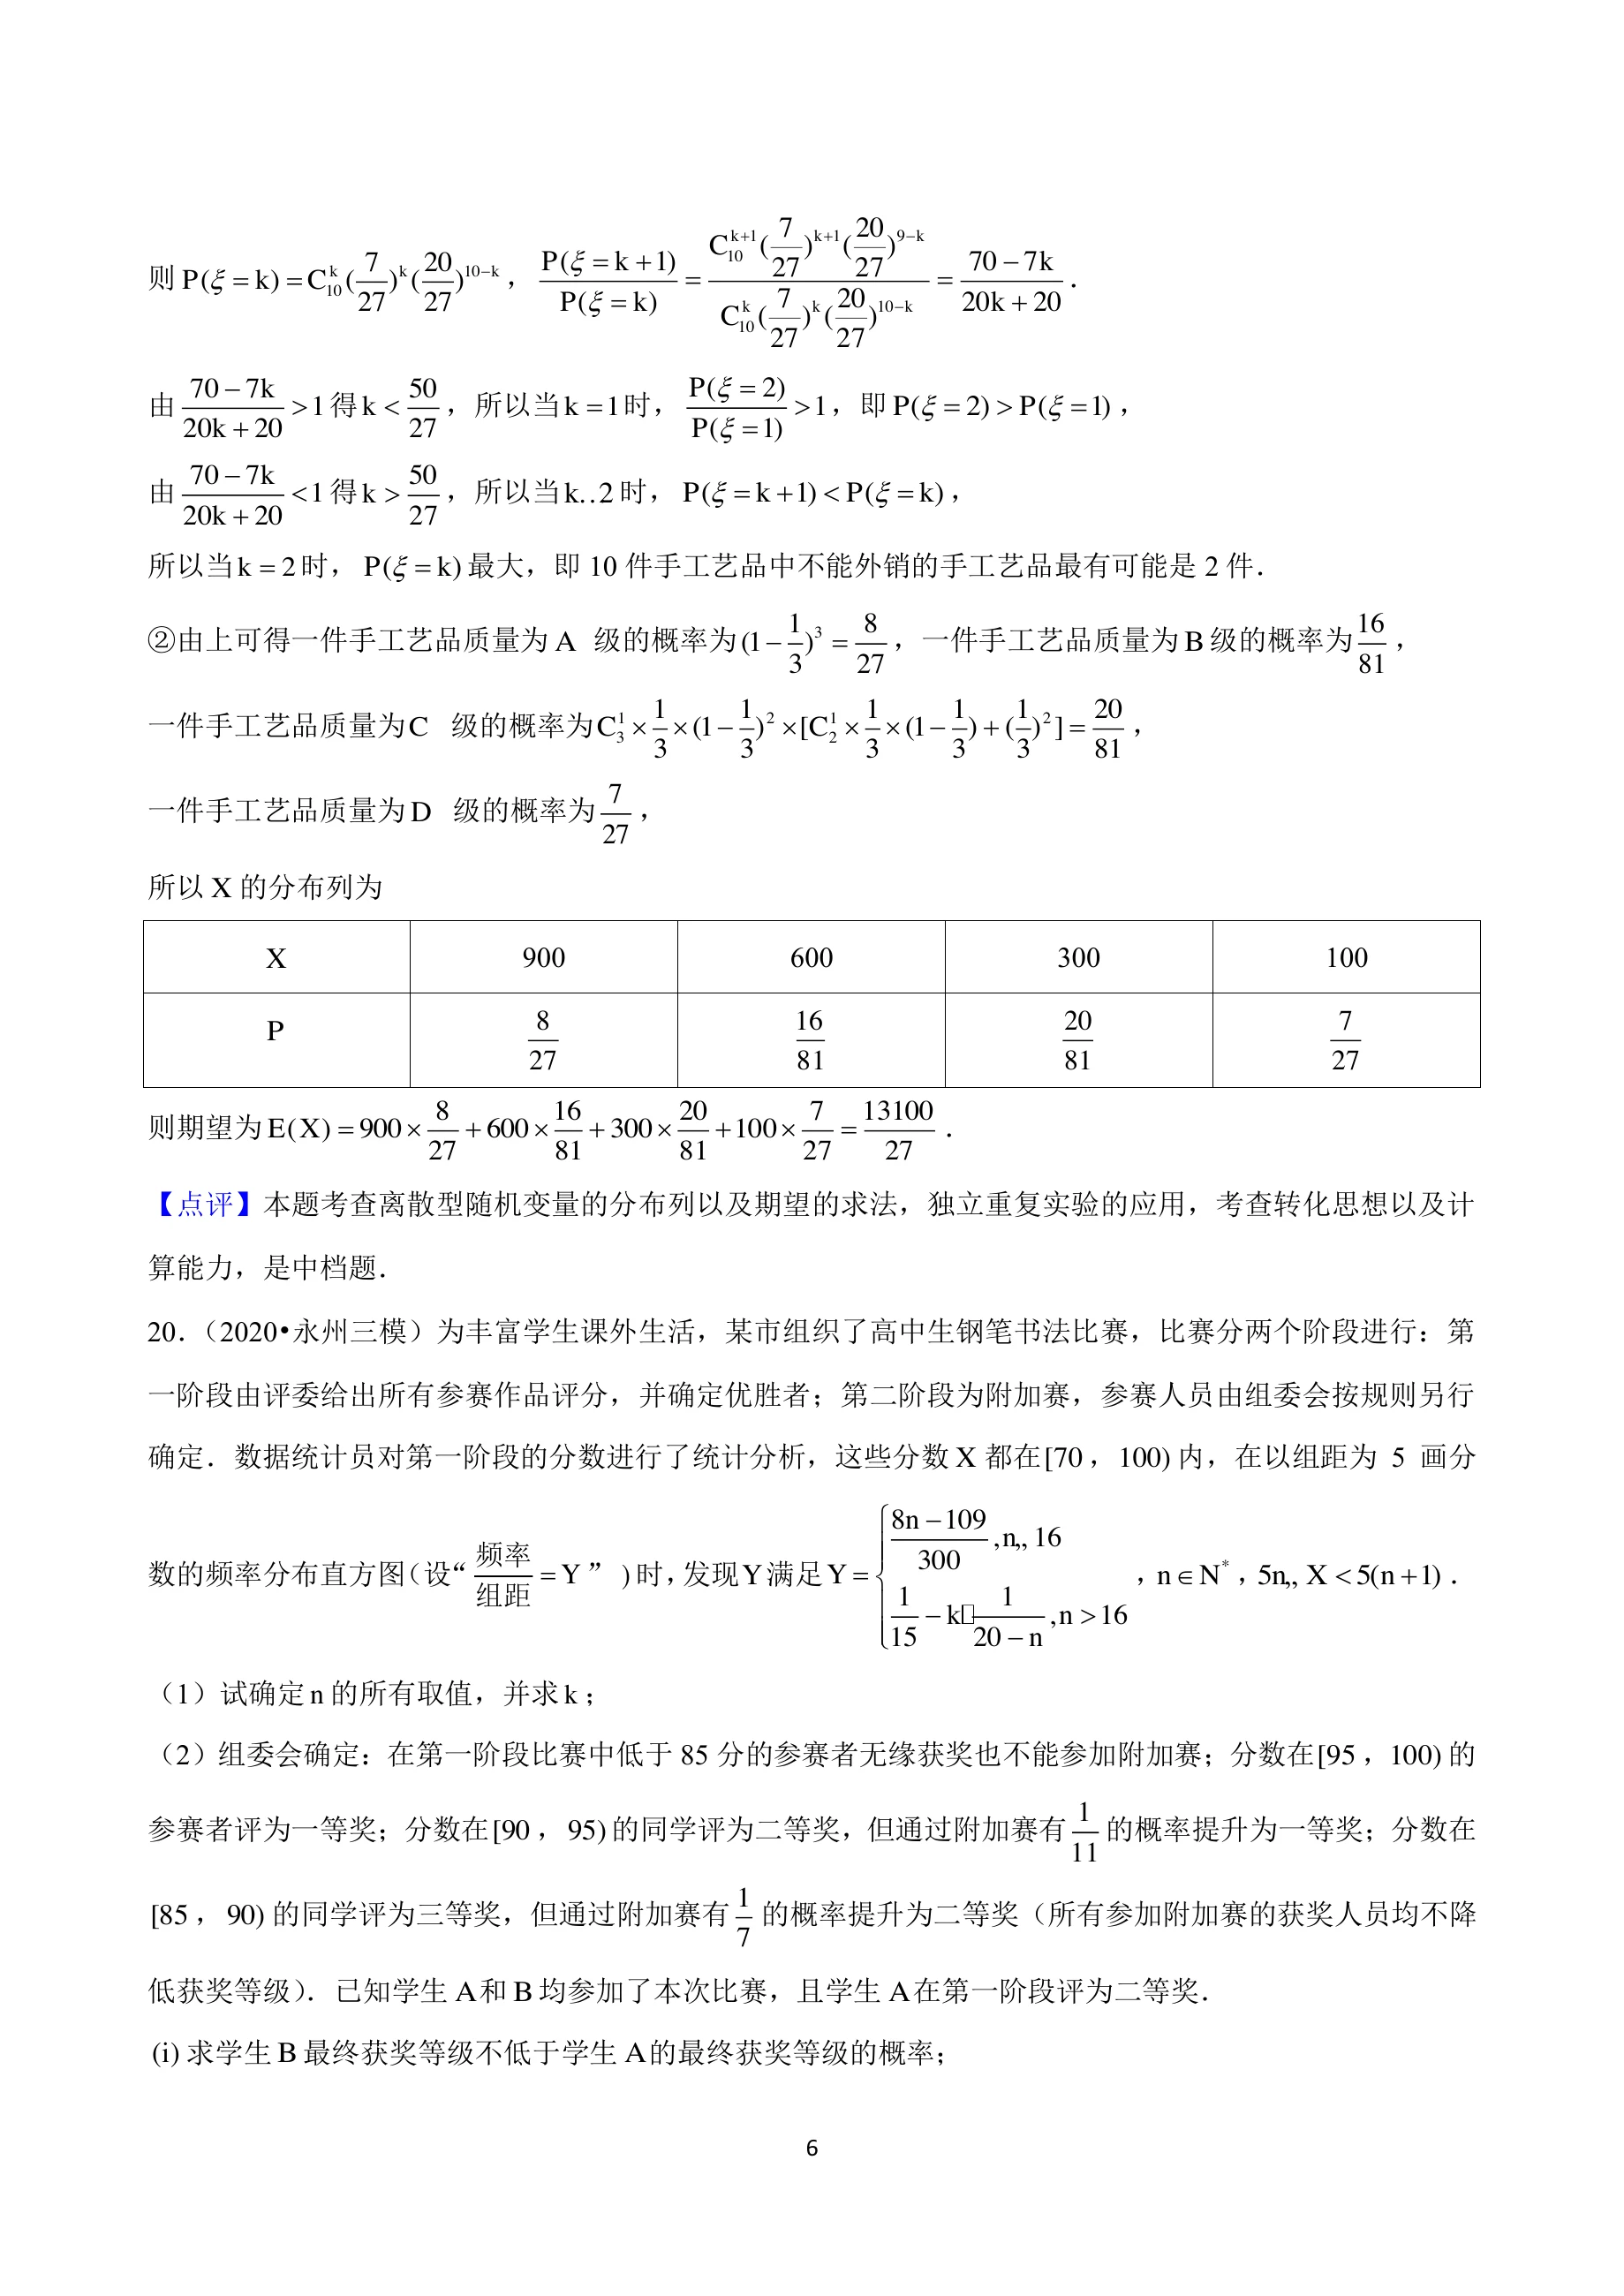 则 P(ξ = k) = C₁₀ᵏ(7/27)ᵏ(20/27)¹⁰⁻ᵏ，P(ξ = k + 1)/P(ξ = k) = C₁₀ᵏ⁺¹(7/27)ᵏ⁺¹(20/27)⁹⁻ᵏ / C₁₀ᵏ(7/27)ᵏ(20/27)¹⁰⁻ᵏ = (70 − 7k)/(20k + 20)．
由 (70 − 7k)/(20k + 20) > 1 得 k < 50/27，所以当 k = 1 时，P(ξ = 2)/P(ξ = 1) > 1，即 P(ξ = 2) > P(ξ = 1)，
由 (70 − 7k)/(20k + 20) < 1 得 k > 50/27，所以当 k‥2 时，P(ξ = k + 1) < P(ξ = k)，
所以当 k = 2 时，P(ξ = k) 最大，即 10 件手工艺品中不能外销的手工艺品最有可能是 2 件．
②由上可得一件手工艺品质量为 A 级的概率为 (1 − 1/3)³ = 8/27，一件手工艺品质量为 B 级的概率为 16/81，
一件手工艺品质量为 C 级的概率为 C₃¹ × 1/3 × (1 − 1/3)² × [C₂¹ × 1/3 × (1 − 1/3) + (1/3)²] = 20/81，
一件手工艺品质量为 D 级的概率为 7/27，
所以 X 的分布列为
X 900 600 300 100
P 8/27 16/81 20/81 7/27
则期望为 E(X) = 900 × 8/27 + 600 × 16/81 + 300 × 20/81 + 100 × 7/27 = 13100/27．
【点评】本题考查离散型随机变量的分布列以及期望的求法，独立重复实验的应用，考查转化思想以及计
算能力，是中档题．
20．（2020•永州三模）为丰富学生课外生活，某市组织了高中生钢笔书法比赛，比赛分两个阶段进行：第
一阶段由评委给出所有参赛作品评分，并确定优胜者；第二阶段为附加赛，参赛人员由组委会按规则另行
确定．数据统计员对第一阶段的分数进行了统计分析，这些分数 X 都在[70，100) 内，在以组距为 5 画分
数的频率分布直方图（设“频率/组距 = Y ” ）时，发现 Y 满足 Y = { (8n − 109)/300 ,n,, 16 ; 1/15 − k□1/(20 − n) ,n > 16 ，n ∈ N*，5n,, X < 5(n + 1)．
（1）试确定 n 的所有取值，并求 k；
（2）组委会确定：在第一阶段比赛中低于 85 分的参赛者无缘获奖也不能参加附加赛；分数在[95，100) 的
参赛者评为一等奖；分数在[90，95) 的同学评为二等奖，但通过附加赛有 1/11 的概率提升为一等奖；分数在
[85，90) 的同学评为三等奖，但通过附加赛有 1/7 的概率提升为二等奖（所有参加附加赛的获奖人员均不降
低获奖等级）．已知学生 A 和 B 均参加了本次比赛，且学生 A 在第一阶段评为二等奖．
(i) 求学生 B 最终获奖等级不低于学生 A 的最终获奖等级的概率；
6